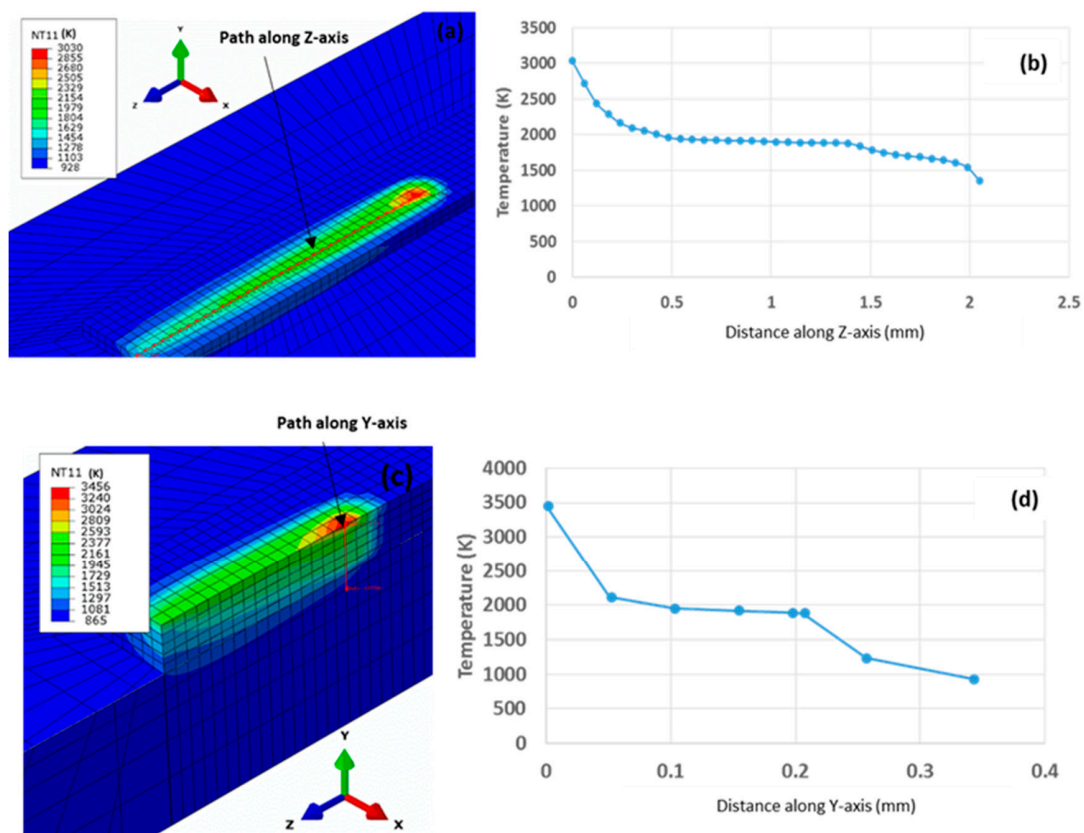 NT11 (K)
3030
2855
2680
2505
2329
2154
1979
1804
1629
1454
1278
1103
928
Y
Z
X
Path along Z-axis
(a)
3500
3000
2500
2000
1500
1000
500
0
Temperature (K)
0 0.5 1 1.5 2 2.5
Distance along Z-axis (mm)
(b)
Path along Y-axis
NT11 (K)
3456
3240
3024
2809
2593
2377
2161
1945
1729
1513
1297
1081
865
(c)
Y
Z
X
4000
3500
3000
2500
2000
1500
1000
500
0
Temperature (K)
0 0.1 0.2 0.3 0.4
Distance along Y-axis (mm)
(d)